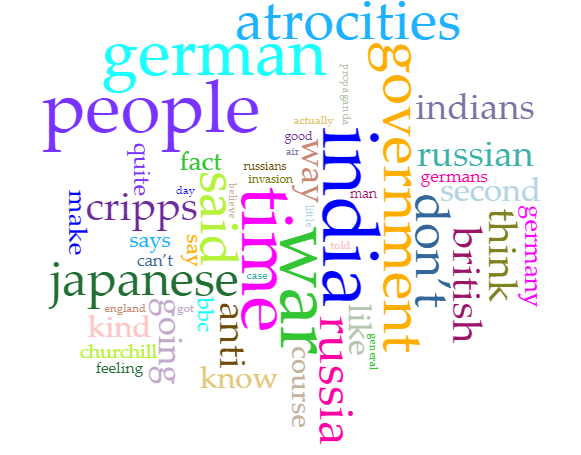 atrocities
german
government
people
propaganda
actually
indians
good
air
quite
fact
way
india
russian
russians
invasion
germans
man
second
day
said
believe
make
cripps
time
little
don't
think
germany
says
say
can't
war
told
british
japanese
case
england
going
got
bbc
anti
kind
like
russia
general
churchill
feeling
know
course